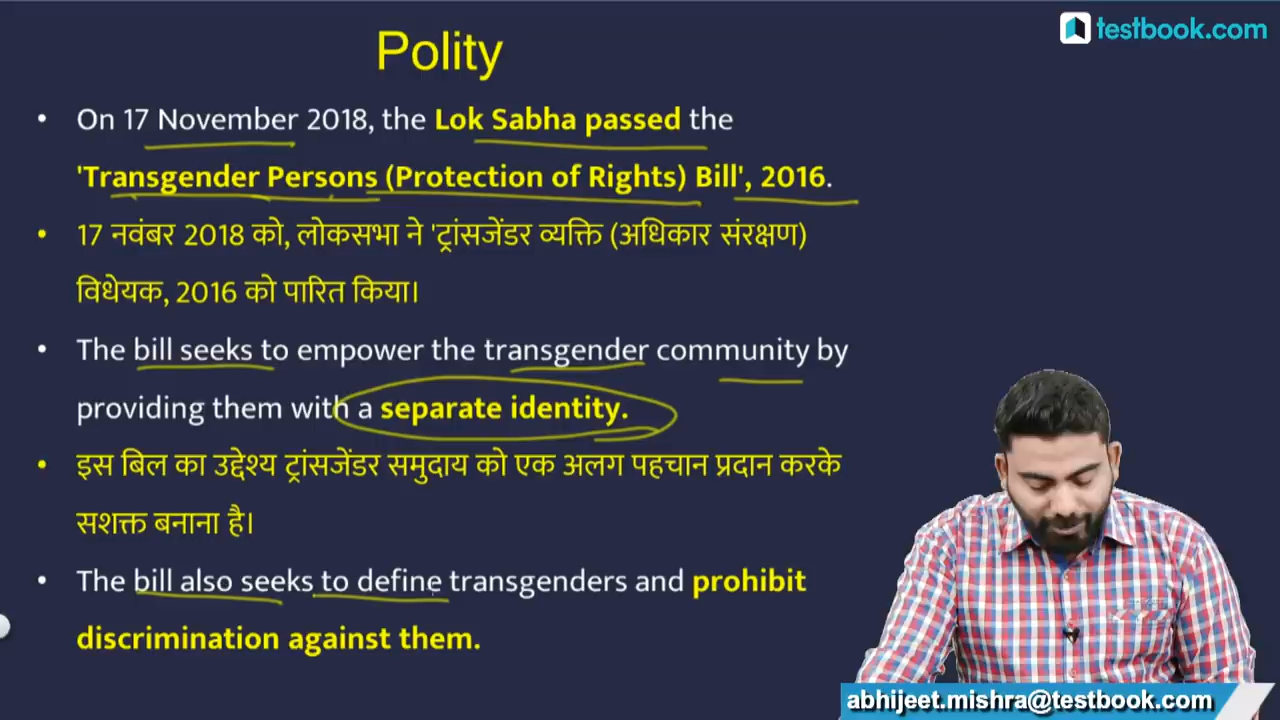 testbook.com
Polity
• On 17 November 2018, the Lok Sabha passed the
'Transgender Persons (Protection of Rights) Bill', 2016.
• 17 नवंबर 2018 को, लोकसभा ने 'ट्रांसजेंडर व्यक्ति (अधिकार संरक्षण)
विधेयक, 2016 को पारित किया।
• The bill seeks to empower the transgender community by
providing them with a separate identity.
• इस बिल का उद्देश्य ट्रांसजेंडर समुदाय को एक अलग पहचान प्रदान करके
सशक्त बनाना है।
• The bill also seeks to define transgenders and prohibit
discrimination against them.
abhijeet.mishra@testbook.com